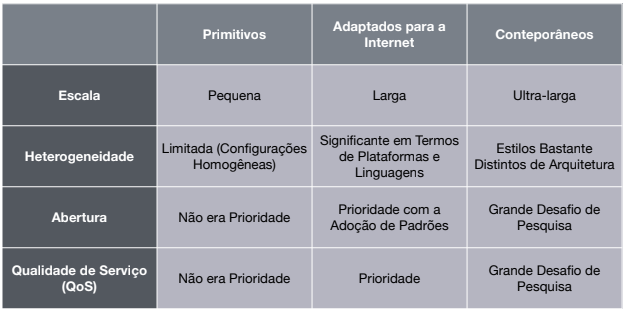 Primitivos
Adaptados para a
Internet
Conteporâneos
Escala
Pequena
Larga
Ultra-larga
Heterogeneidade
Limitada (Configurações
Homogêneas)
Significante em Termos
de Plataformas e
Linguagens
Estilos Bastante
Distintos de Arquitetura
Abertura
Não era Prioridade
Prioridade com a
Adoção de Padrões
Grande Desafio de
Pesquisa
Qualidade de Serviço
(QoS)
Não era Prioridade
Prioridade
Grande Desafio de
Pesquisa